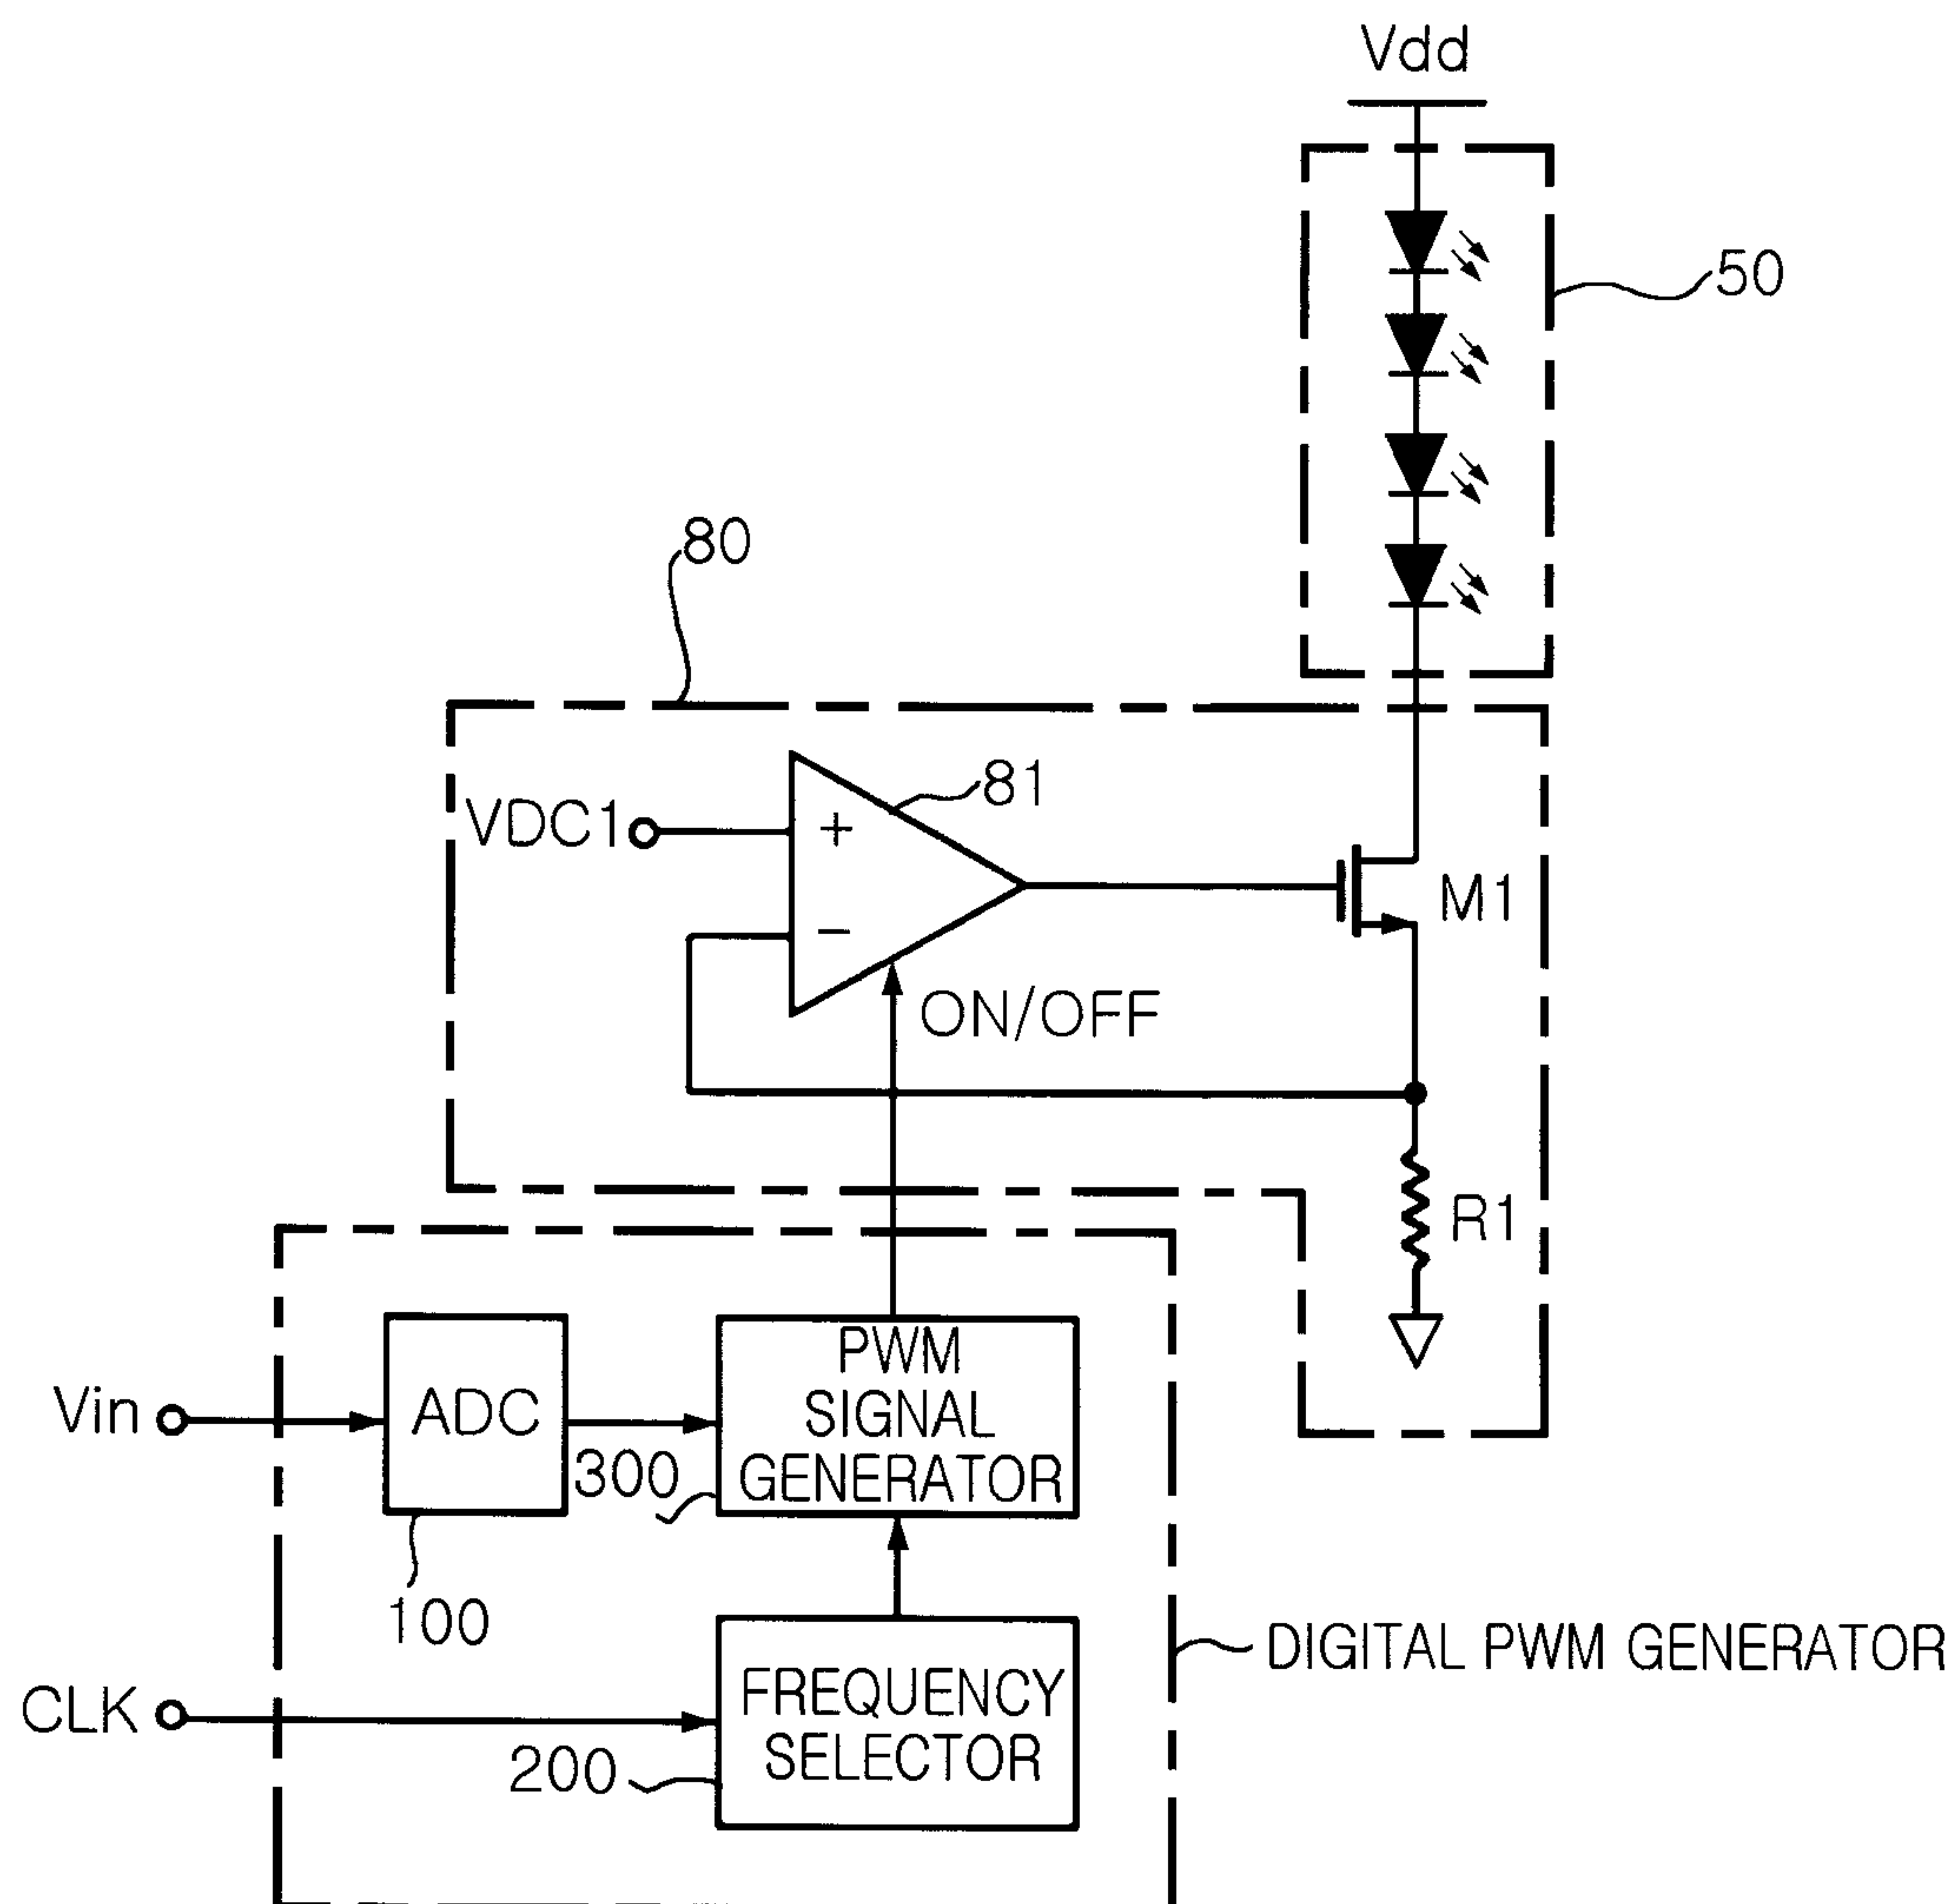 Vdd
50
80
81
VDC1
+
−
M1
ON/OFF
R1
PWM
SIGNAL
GENERATOR
ADC
Vin
300
100
DIGITAL PWM GENERATOR
FREQUENCY
SELECTOR
CLK
200